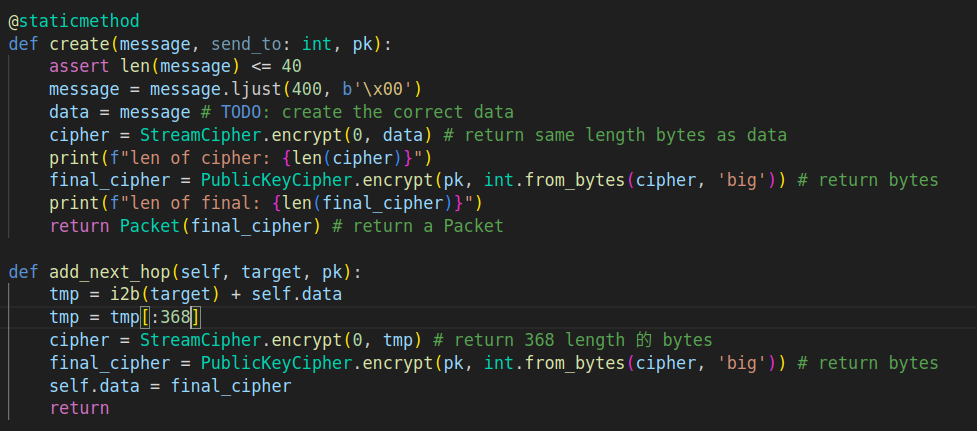 @staticmethod
def create(message, send_to: int, pk):
    assert len(message) <= 40
    message = message.ljust(400, b'\x00')
    data = message # TODO: create the correct data
    cipher = StreamCipher.encrypt(0, data) # return same length bytes as data
    print(f"len of cipher: {len(cipher)}")
    final_cipher = PublicKeyCipher.encrypt(pk, int.from_bytes(cipher, 'big')) # return bytes
    print(f"len of final: {len(final_cipher)}")
    return Packet(final_cipher) # return a Packet

def add_next_hop(self, target, pk):
    tmp = i2b(target) + self.data
    tmp = tmp[:368]
    cipher = StreamCipher.encrypt(0, tmp) # return 368 length 的 bytes
    final_cipher = PublicKeyCipher.encrypt(pk, int.from_bytes(cipher, 'big')) # return bytes
    self.data = final_cipher
    return